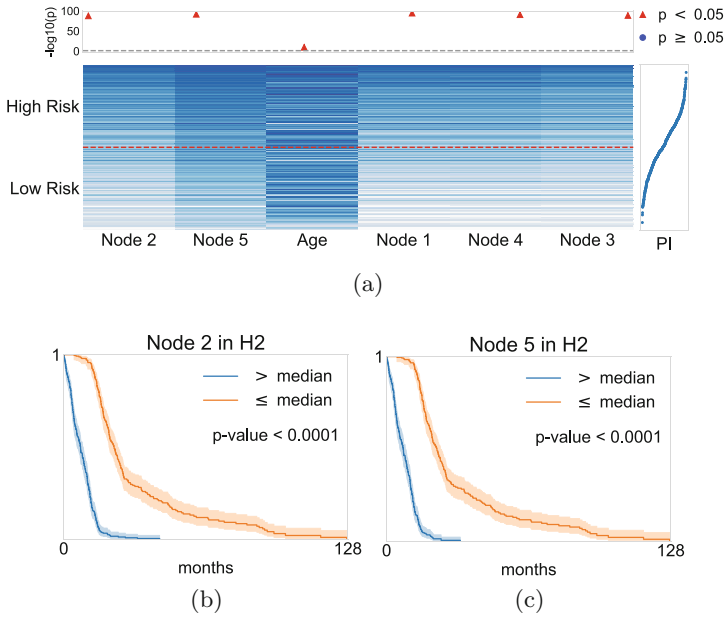 100
50
0
-log10(p)
p < 0.05
p ≥ 0.05
High Risk
Low Risk
Node 2 Node 5 Age Node 1 Node 4 Node 3 PI
(a)
Node 2 in H2
1
> median
≤ median
p-value < 0.0001
0 128
months
(b)
Node 5 in H2
1
> median
≤ median
p-value < 0.0001
0 128
months
(c)